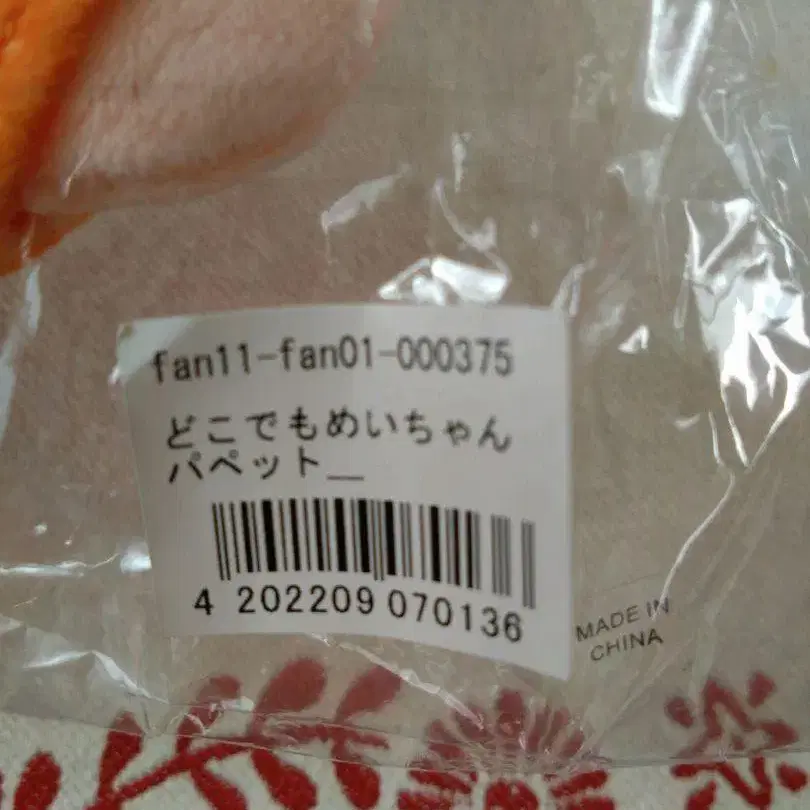 fan11-fan01-000375
どこでもめいちゃん
パペット__
4 202209 070136
MADE IN
CHINA